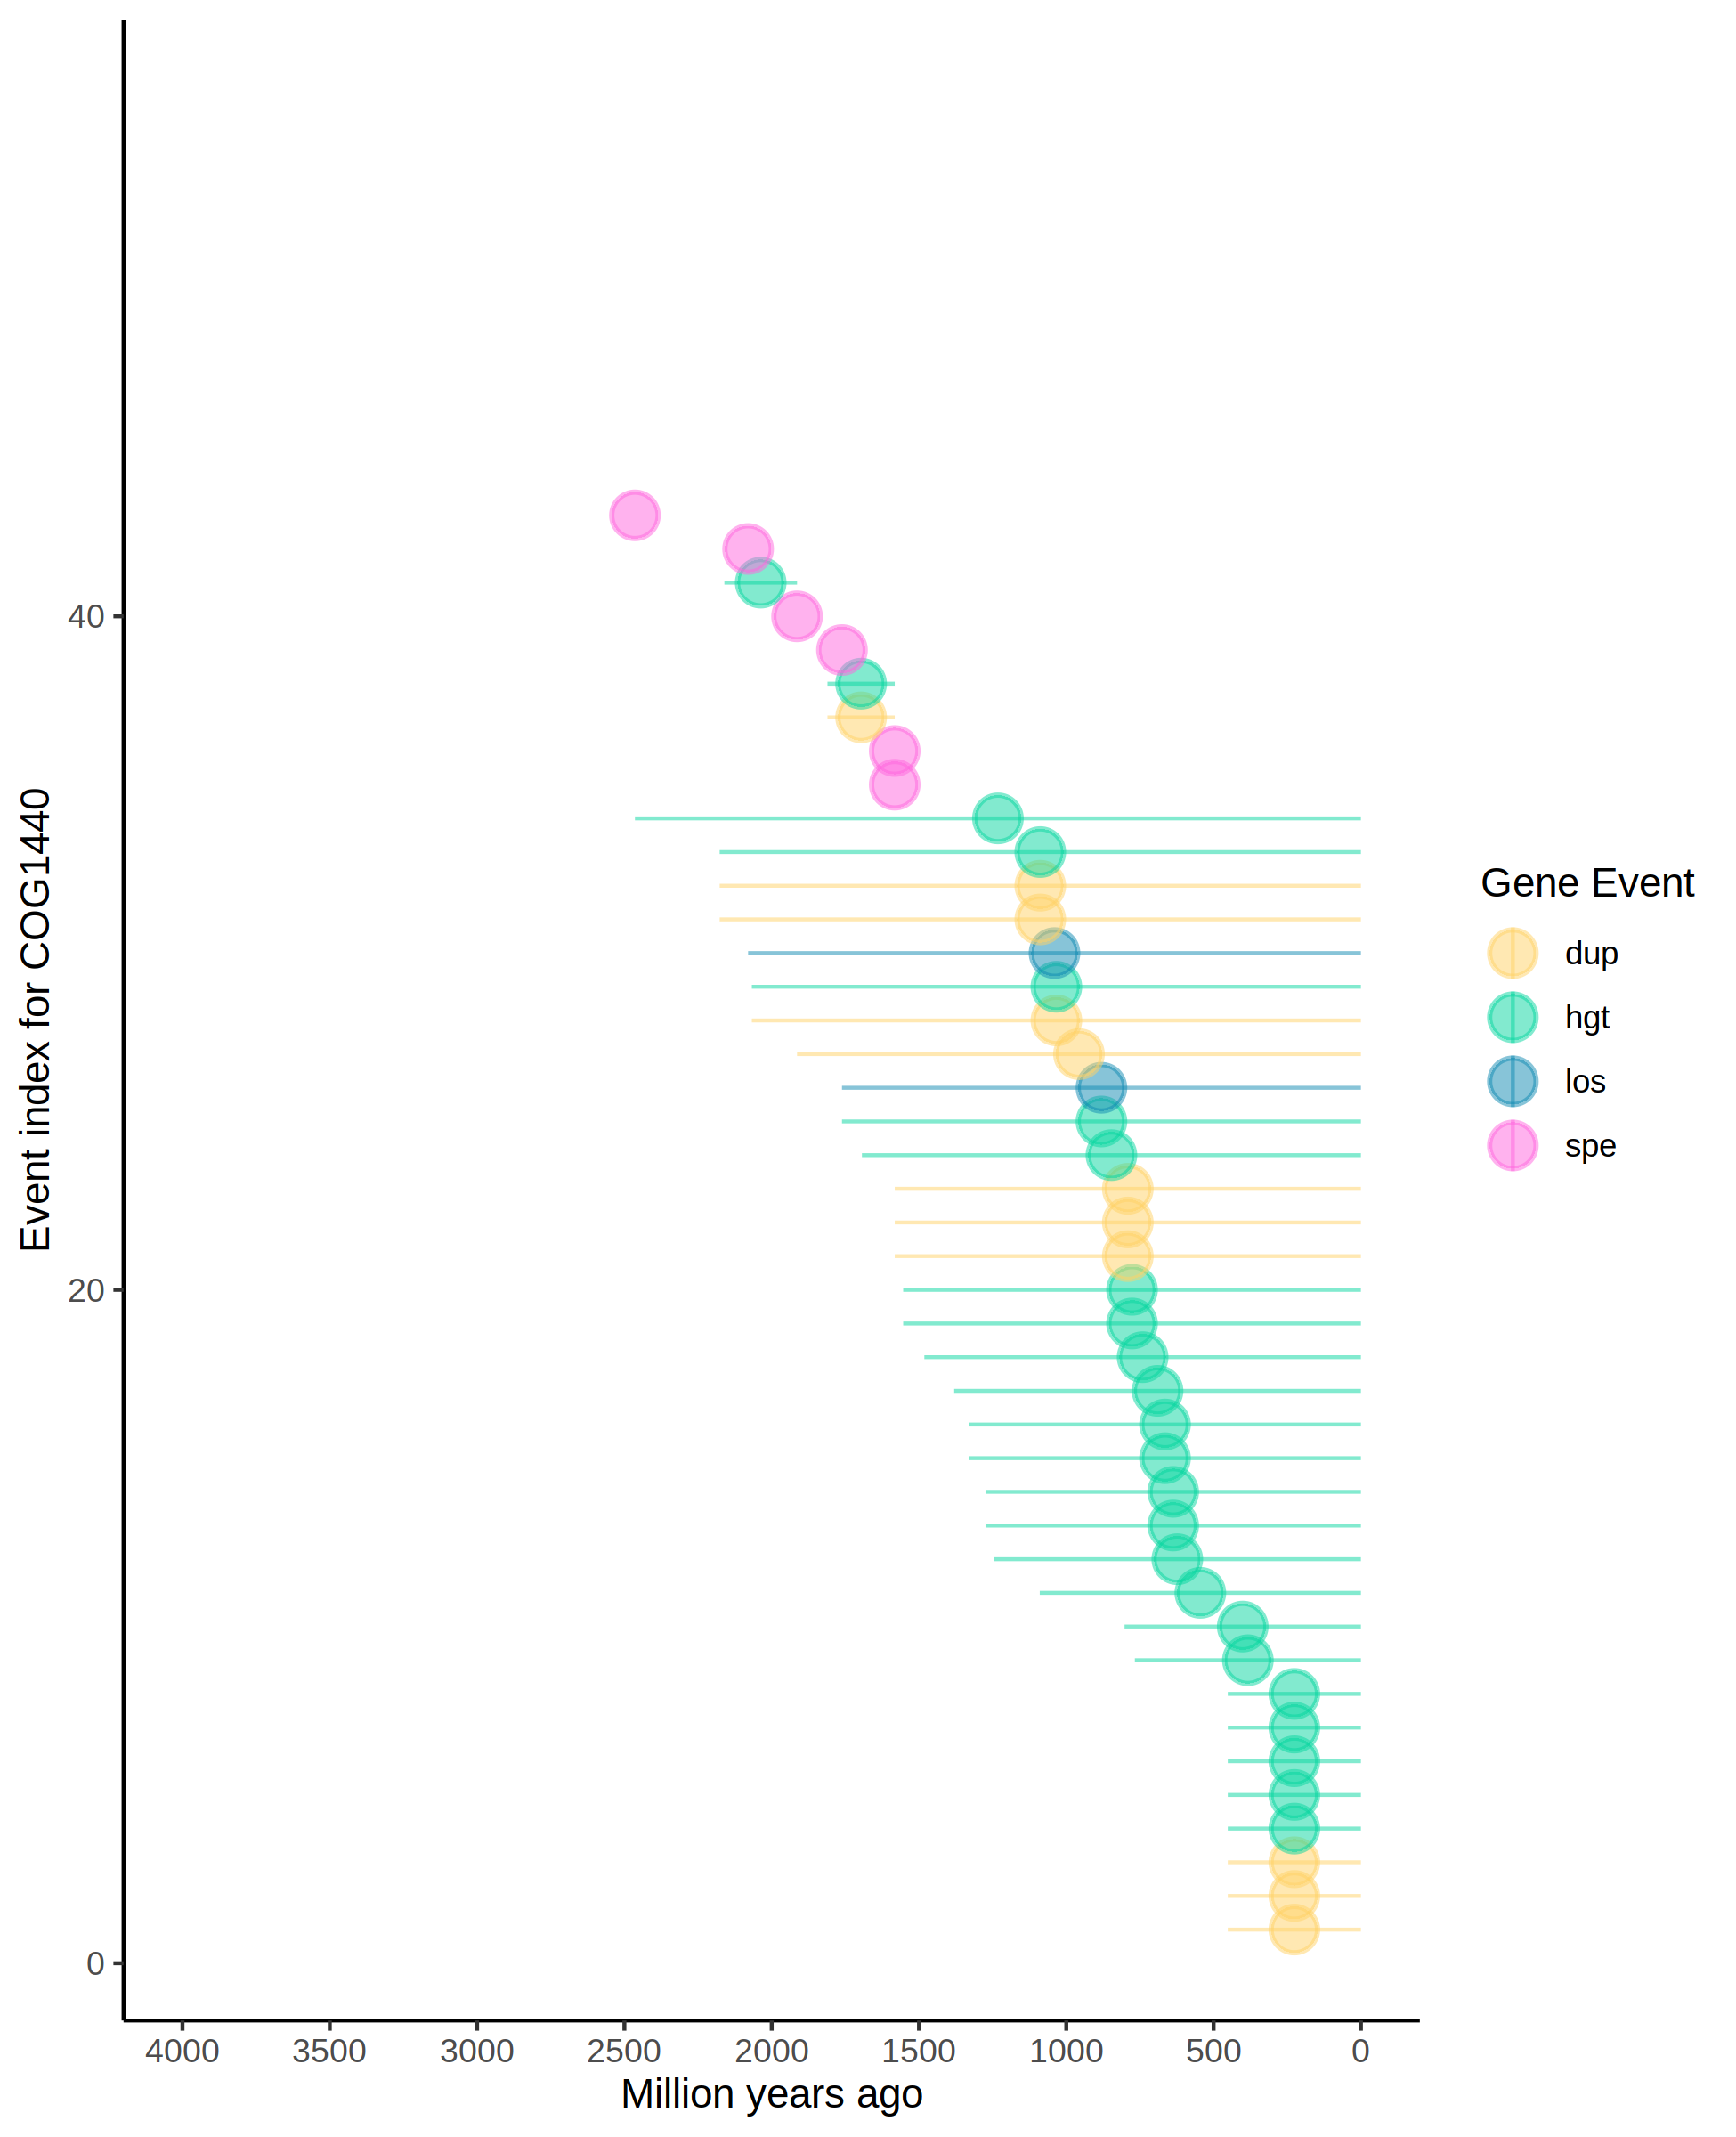 Event index for COG1440
40
20
0
4000 3500 3000 2500 2000 1500 1000 500 0
Million years ago
Gene Event
dup
hgt
los
spe